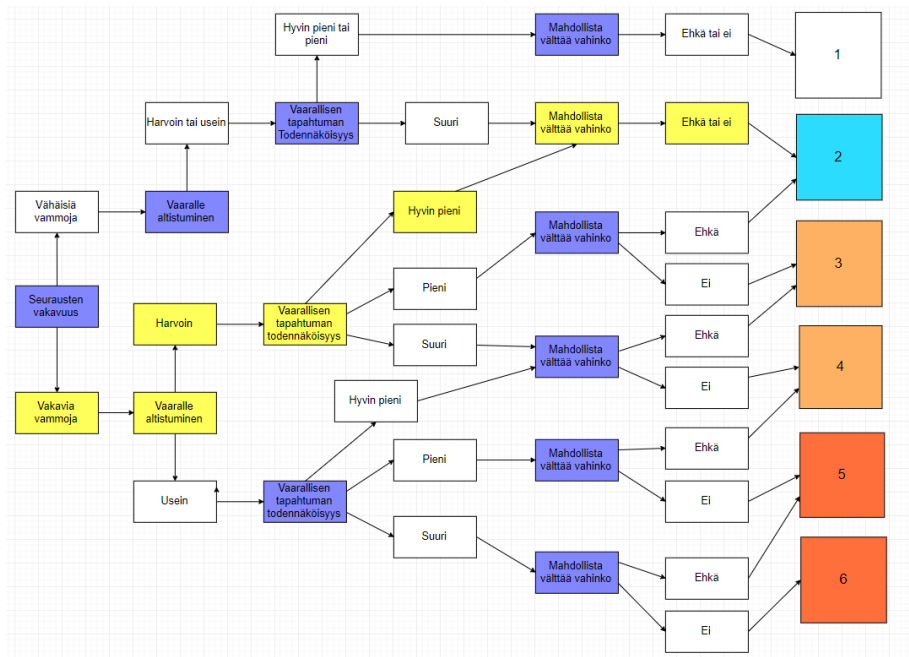 Hyvin pieni tai
pieni
Mahdollista
välttää vahinko
Ehkä tai ei
1
Harvoin tai usein
Vaarallisen
tapahtuman
Todennäköisyys
Suuri
Mahdollista
välttää vahinko
Ehkä tai ei
2
Vähäisiä
vammoja
Vaaralle
altistuminen
Hyvin pieni
Mahdollista
välttää vahinko
Ehkä
Ei
3
Seurausten
vakavuus
Harvoin
Vaarallisen
tapahtuman
todennäköisyys
Pieni
Suuri
Mahdollista
välttää vahinko
Ehkä
Ei
4
Vakavia
vammoja
Vaaralle
altistuminen
Hyvin pieni
Pieni
Mahdollista
välttää vahinko
Ehkä
Ei
5
Usein
Vaarallisen
tapahtuman
todennäköisyys
Suuri
Mahdollista
välttää vahinko
Ehkä
Ei
6